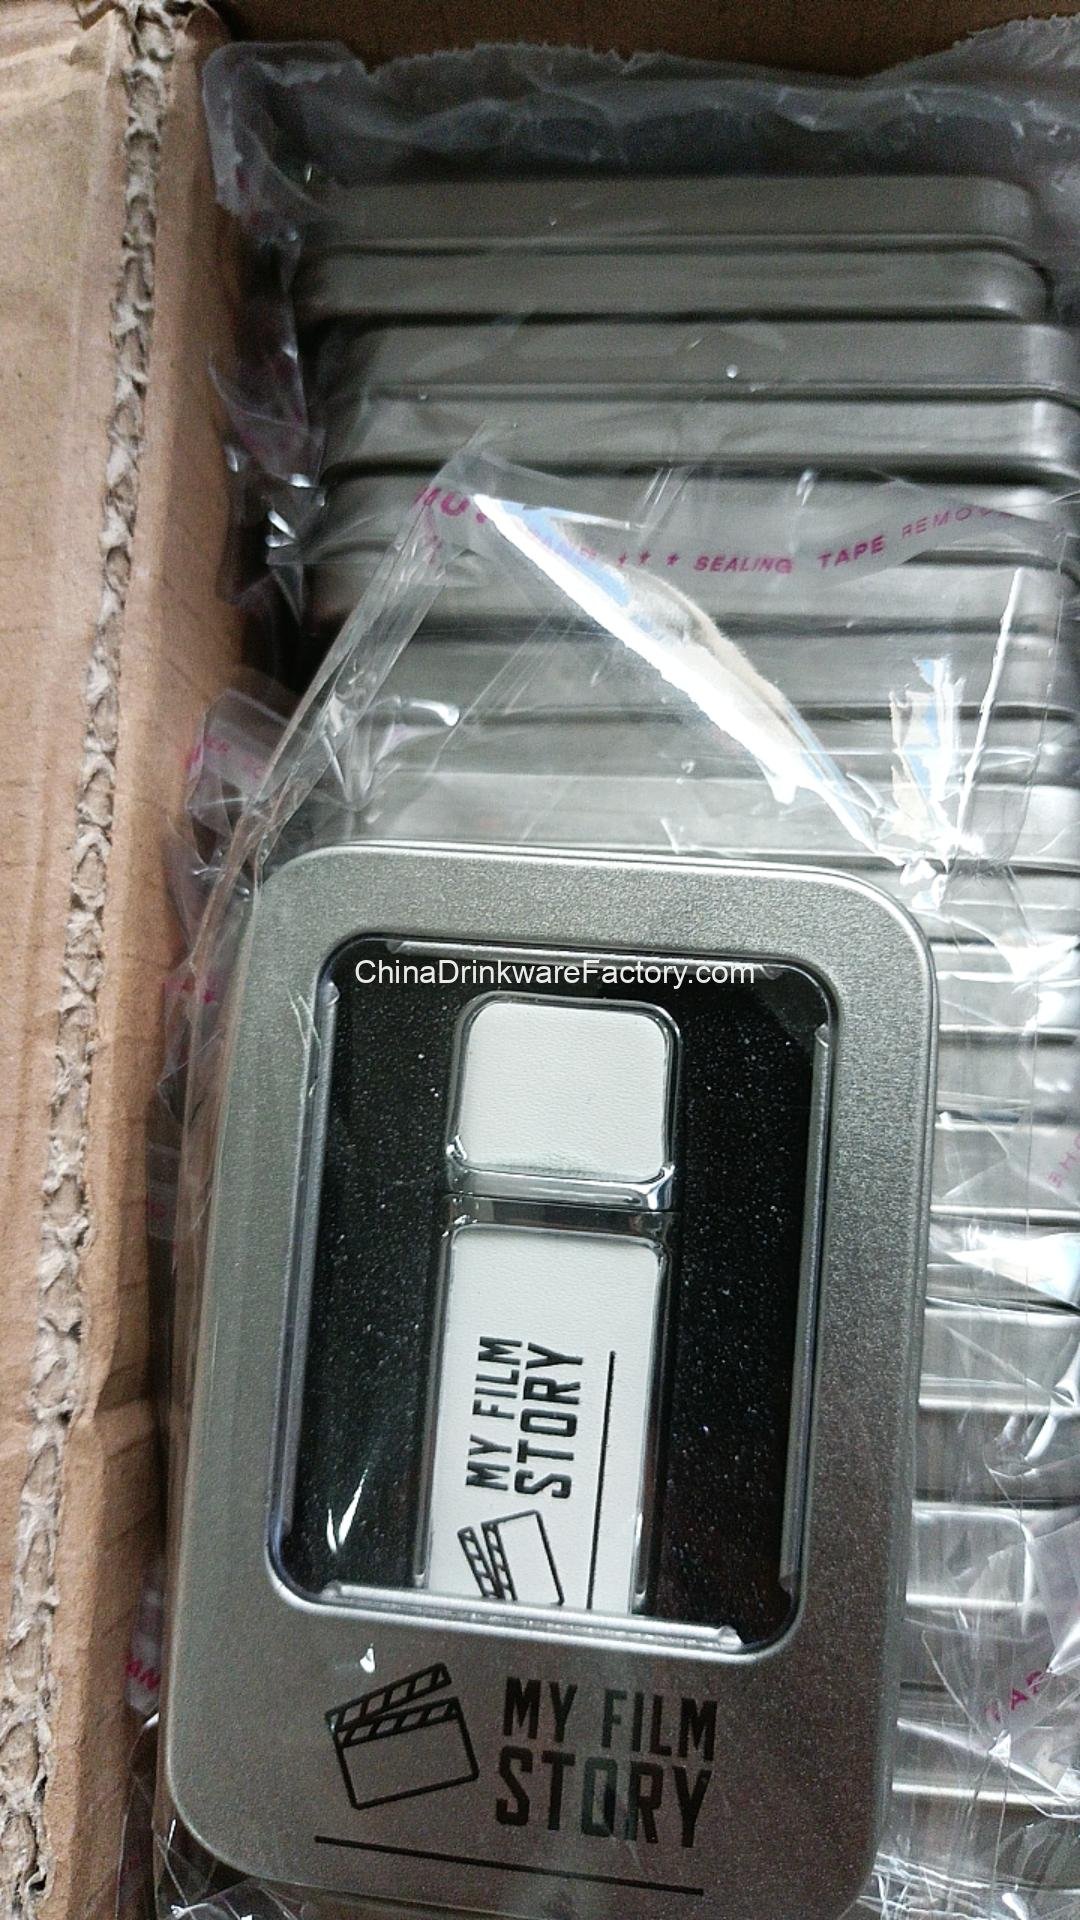 SEALING TAPE REMOVE
ChinaDrinkwareFactory.com
MY FILM
STORY
MY FILM
STORY